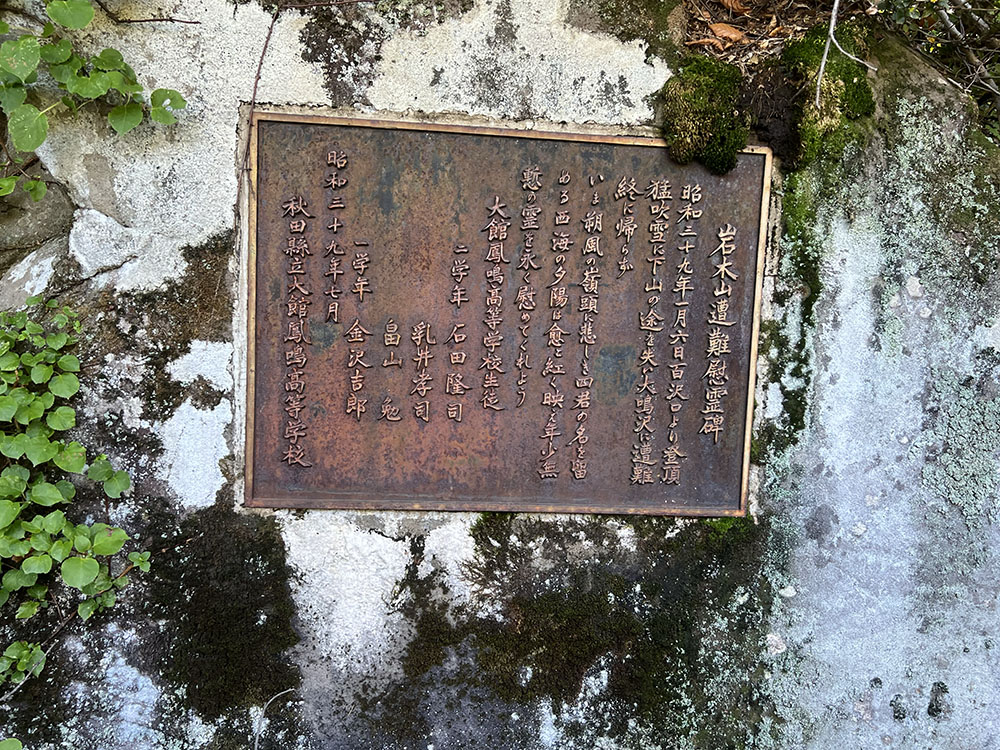 岩木山遭難慰霊碑
昭和三十九年一月六日百沢口より登頂
猛吹雪に下山の途を失い大鳴沢に遭難
終に帰らず
いま朔風の嶺頭に悲しき四君の名を留
める西海の夕陽は愈々紅く映ゆ年少無
慙の霊を永く慰めてくれよう
大館鳳鳴高等学校生徒
二学年 石田隆司
乳井孝司
畠山勉
一学年 金沢吉郎
昭和三十九年七月
秋田縣立大館鳳鳴高等学校